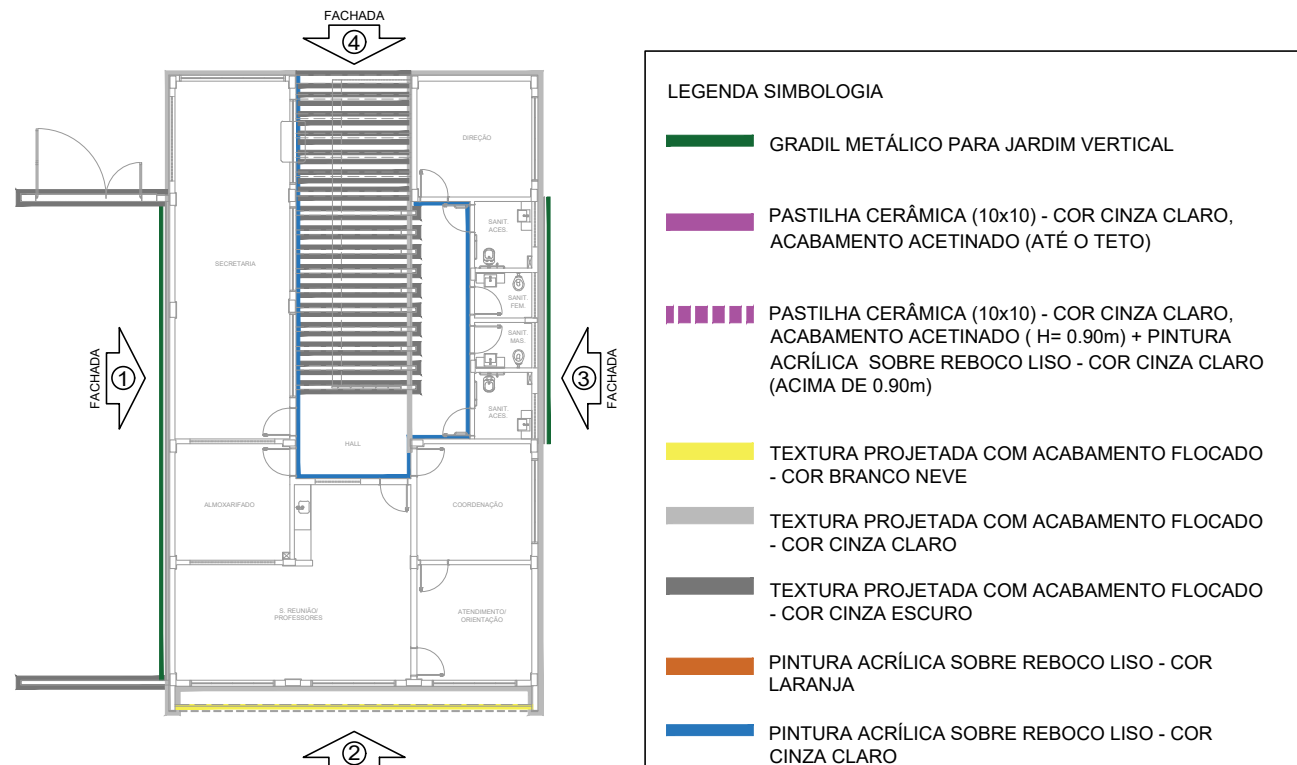 FACHADA
4
DIREÇÃO
SANIT.
ACES.
SECRETARIA
SANIT.
FEM.
SANIT.
MAS.
FACHADA
1
3
FACHADA
SANIT.
ACES.
HALL
ALMOXARIFADO
COORDENAÇÃO
S. REUNIÃO/
PROFESSORES
ATENDIMENTO/
ORIENTAÇÃO
2
LEGENDA SIMBOLOGIA
GRADIL METÁLICO PARA JARDIM VERTICAL
PASTILHA CERÂMICA (10x10) - COR CINZA CLARO,
ACABAMENTO ACETINADO (ATÉ O TETO)
PASTILHA CERÂMICA (10x10) - COR CINZA CLARO,
ACABAMENTO ACETINADO ( H= 0.90m) + PINTURA
ACRÍLICA SOBRE REBOCO LISO - COR CINZA CLARO
(ACIMA DE 0.90m)
TEXTURA PROJETADA COM ACABAMENTO FLOCADO
- COR BRANCO NEVE
TEXTURA PROJETADA COM ACABAMENTO FLOCADO
- COR CINZA CLARO
TEXTURA PROJETADA COM ACABAMENTO FLOCADO
- COR CINZA ESCURO
PINTURA ACRÍLICA SOBRE REBOCO LISO - COR
LARANJA
PINTURA ACRÍLICA SOBRE REBOCO LISO - COR
CINZA CLARO